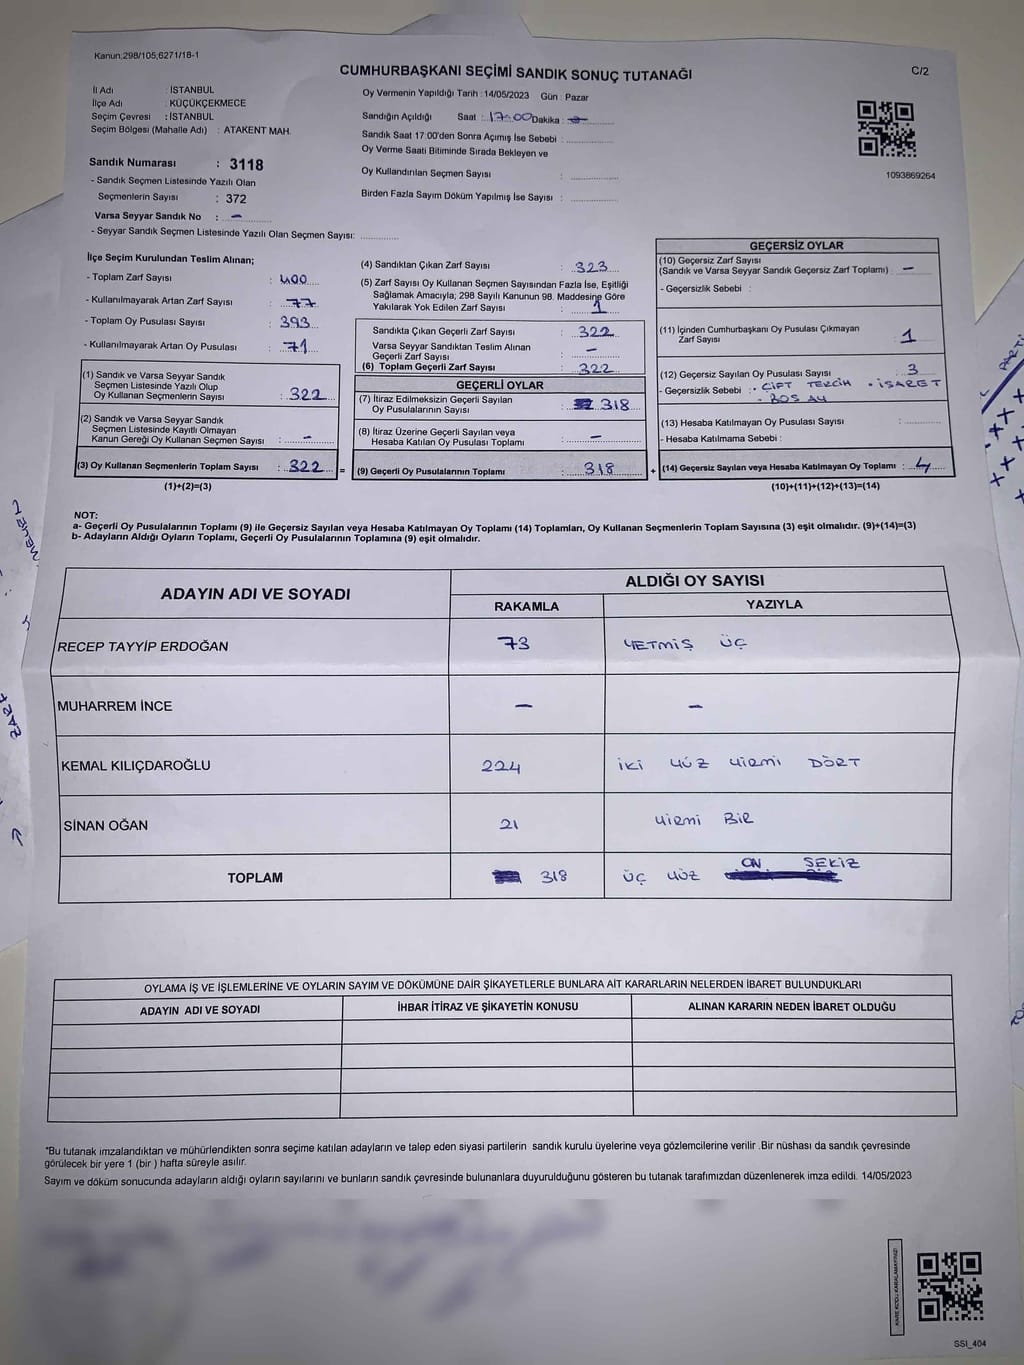 Kanun;298/105,6271/18-1
C/2
CUMHURBAŞKANI SEÇİMİ SANDIK SONUÇ TUTANAĞI
İl Adı : İSTANBUL
İlçe Adı : KÜÇÜKÇEKMECE
Seçim Çevresi : İSTANBUL
Seçim Bölgesi (Mahalle Adı) : ATAKENT MAH.
Sandık Numarası : 3118
- Sandık Seçmen Listesinde Yazılı Olan
Seçmenlerin Sayısı : 372
Varsa Seyyar Sandık No : -
- Seyyar Sandık Seçmen Listesinde Yazılı Olan Seçmen Sayısı:
Oy Vermenin Yapıldığı Tarih : 14/05/2023 Gün : Pazar
Sandığın Açıldığı Saat : 17:00 Dakika :
Sandık Saat 17:00'den Sonra Açımış İse Sebebi :
Oy Verme Saati Bitiminde Sırada Bekleyen ve
Oy Kullandırılan Seçmen Sayısı :
Birden Fazla Sayım Döküm Yapılmış İse Sayısı :
1093869264
İlçe Seçim Kurulundan Teslim Alınan;
- Toplam Zarf Sayısı : 400
- Kullanılmayarak Artan Zarf Sayısı : 77
- Toplam Oy Pusulası Sayısı : 393
- Kullanılmayarak Artan Oy Pusulası : 71
(1) Sandık ve Varsa Seyyar Sandık
Seçmen Listesinde Yazılı Olup
Oy Kullanan Seçmenlerin Sayısı : 322
(2) Sandık ve Varsa Seyyar Sandık
Seçmen Listesinde Kayıtlı Olmayan
Kanun Gereği Oy Kullanan Seçmen Sayısı : -
(3) Oy Kullanan Seçmenlerin Toplam Sayısı : 322 =
(1)+(2)=(3)
(4) Sandıktan Çıkan Zarf Sayısı : 323
(5) Zarf Sayısı Oy Kullanan Seçmen Sayısından Fazla İse, Eşitliği
Sağlamak Amacıyla; 298 Sayılı Kanunun 98. Maddesine Göre
Yakılarak Yok Edilen Zarf Sayısı : 1
Sandıkta Çıkan Geçerli Zarf Sayısı : 322
Varsa Seyyar Sandıktan Teslim Alınan
Geçerli Zarf Sayısı : -
(6) Toplam Geçerli Zarf Sayısı : 322
GEÇERLİ OYLAR
(7) İtiraz Edilmeksizin Geçerli Sayılan
Oy Pusulalarının Sayısı : 318
(8) İtiraz Üzerine Geçerli Sayılan veya
Hesaba Katılan Oy Pusulası Toplamı : -
(9) Geçerli Oy Pusulalarının Toplamı : 318 +
GEÇERSİZ OYLAR
(10) Geçersiz Zarf Sayısı
(Sandık ve Varsa Seyyar Sandık Geçersiz Zarf Toplamı) : -
- Geçersizlik Sebebi :
(11) İçinden Cumhurbaşkanı Oy Pusulası Çıkmayan
Zarf Sayısı : 1
(12) Geçersiz Sayılan Oy Pusulası Sayısı : 3
- Geçersizlik Sebebi : • ÇİFT TERCİH • İŞARET
(13) Hesaba Katılmayan Oy Pusulası Sayısı :
- Hesaba Katılmama Sebebi :
(14) Geçersiz Sayılan veya Hesaba Katılmayan Oy Toplamı : 4
(10)+(11)+(12)+(13)=(14)
NOT:
a- Geçerli Oy Pusulalarının Toplamı (9) ile Geçersiz Sayılan veya Hesaba Katılmayan Oy Toplamı (14) Toplamları, Oy Kullanan Seçmenlerin Toplam Sayısına (3) eşit olmalıdır. (9)+(14)=(3)
b- Adayların Aldığı Oyların Toplamı, Geçerli Oy Pusulalarının Toplamına (9) eşit olmalıdır.
ADAYIN ADI VE SOYADI
ALDIĞI OY SAYISI
RAKAMLA YAZIYLA
RECEP TAYYİP ERDOĞAN 73 YETMİŞ ÜÇ
MUHARREM İNCE - -
KEMAL KILIÇDAROĞLU 224 İKİ YÜZ YİRMİ DÖRT
SİNAN OĞAN 21 YİRMİ BİR
TOPLAM 318 ÜÇ YÜZ ON SEKİZ
OYLAMA İŞ VE İŞLEMLERİNE VE OYLARIN SAYIM VE DÖKÜMÜNE DAİR ŞİKAYETLERLE BUNLARA AİT KARARLARIN NELERDEN İBARET BULUNDUKLARI
ADAYIN ADI VE SOYADI
İHBAR İTİRAZ VE ŞİKAYETİN KONUSU
ALINAN KARARIN NEDEN İBARET OLDUĞU
*Bu tutanak imzalandıktan ve mühürlendikten sonra seçime katılan adayların ve talep eden siyasi partilerin sandık kurulu üyelerine veya gözlemcilerine verilir .Bir nüshası da sandık çevresinde
görülecek bir yere 1 (bir ) hafta süreyle asılır.
Sayım ve döküm sonucunda adayların aldığı oyların sayılarını ve bunların sandık çevresinde bulunanlara duyurulduğunu gösteren bu tutanak tarafımızdan düzenlenerek imza edildi. 14/05/2023
KARE KODU KARALAMAYINIZ!
SSI_404